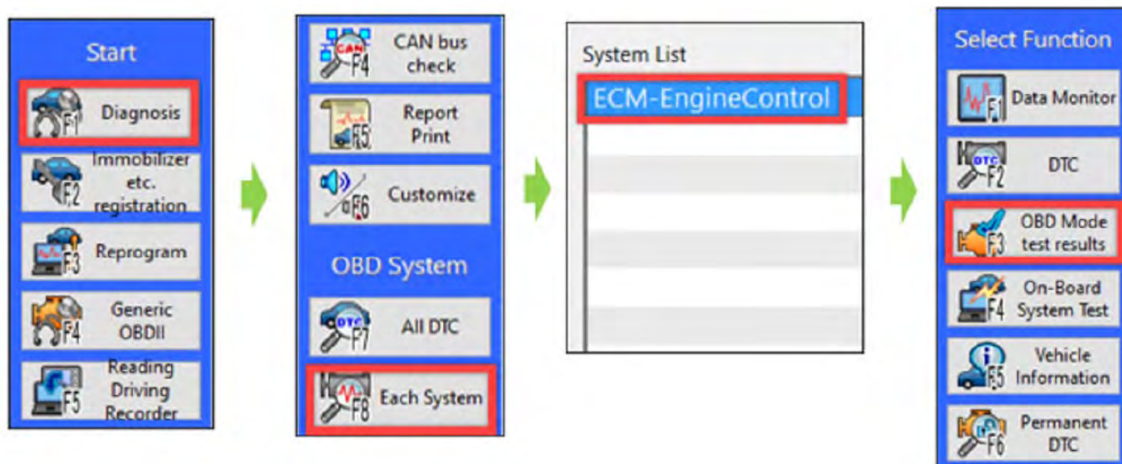 Start
F1
Diagnosis
F2
Immobilizer
etc.
registration
F3
Reprogram
F4
Generic
OBDII
F5
Reading
Driving
Recorder
CAN
F4
CAN bus
check
F5
Report
Print
F6
Customize
OBD System
DTC
F7
All DTC
F8
Each System
System List
ECM-EngineControl
Select Function
F1
Data Monitor
DTC
F2
DTC
F3
OBD Mode
test results
F4
On-Board
System Test
F5
Vehicle
Information
F6
Permanent
DTC